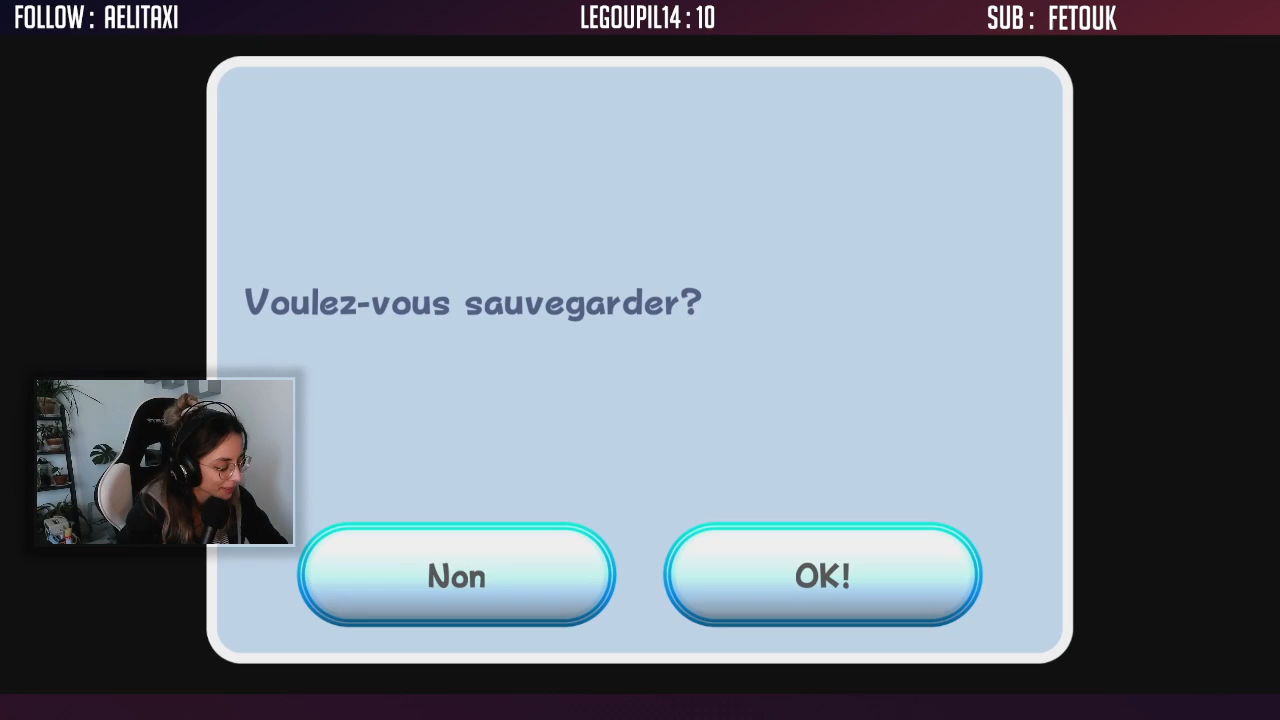 FOLLOW : AELITAXI
LEGOUPIL14 : 10
SUB : FETOUK
Voulez-vous sauvegarder?
Non
OK!